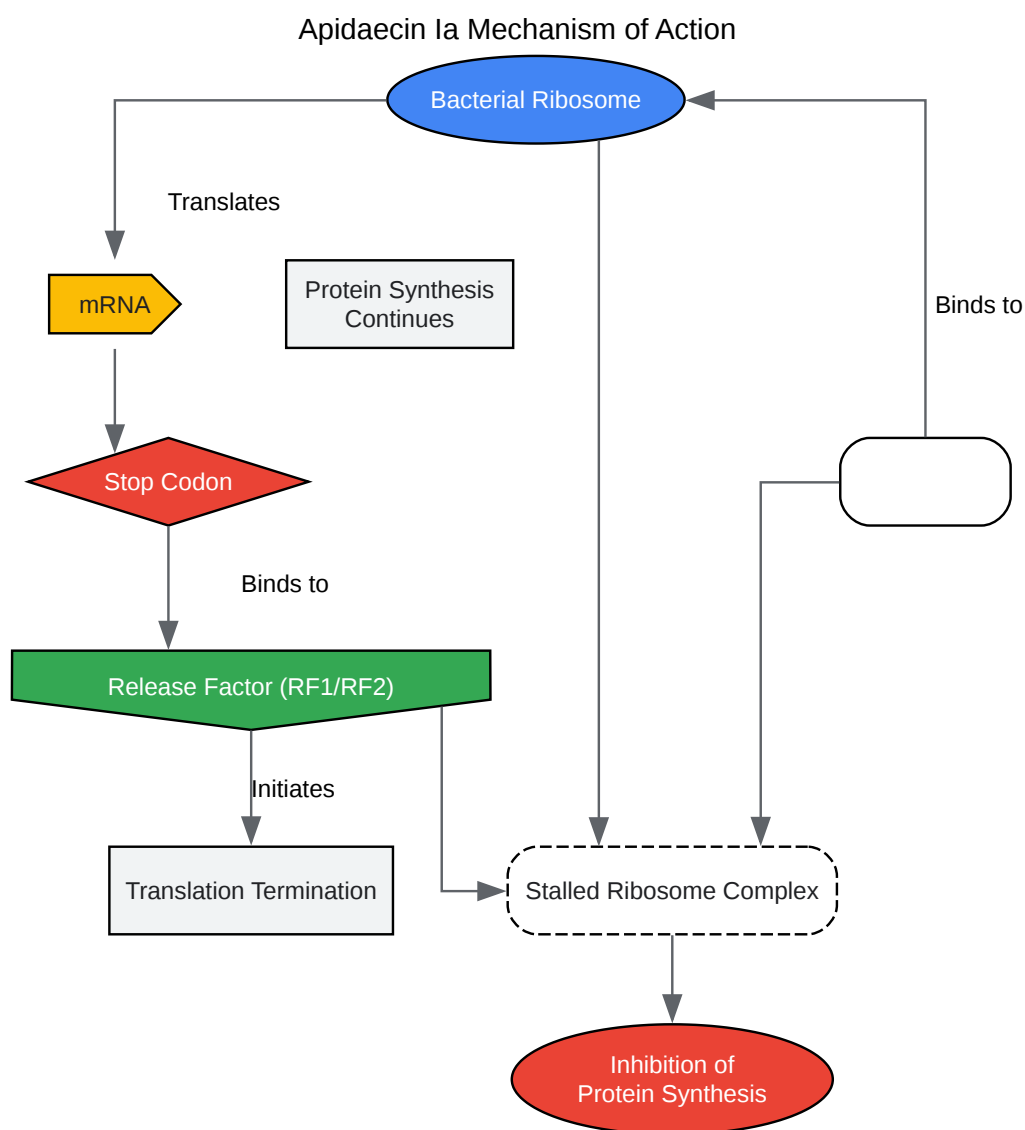 Apidaecin Ia Mechanism of Action
Bacterial Ribosome
Translates
Protein Synthesis
Continues
mRNA
Binds to
Stop Codon
Binds to
Release Factor (RF1/RF2)
Initiates
Translation Termination
Stalled Ribosome Complex
Inhibition of
Protein Synthesis